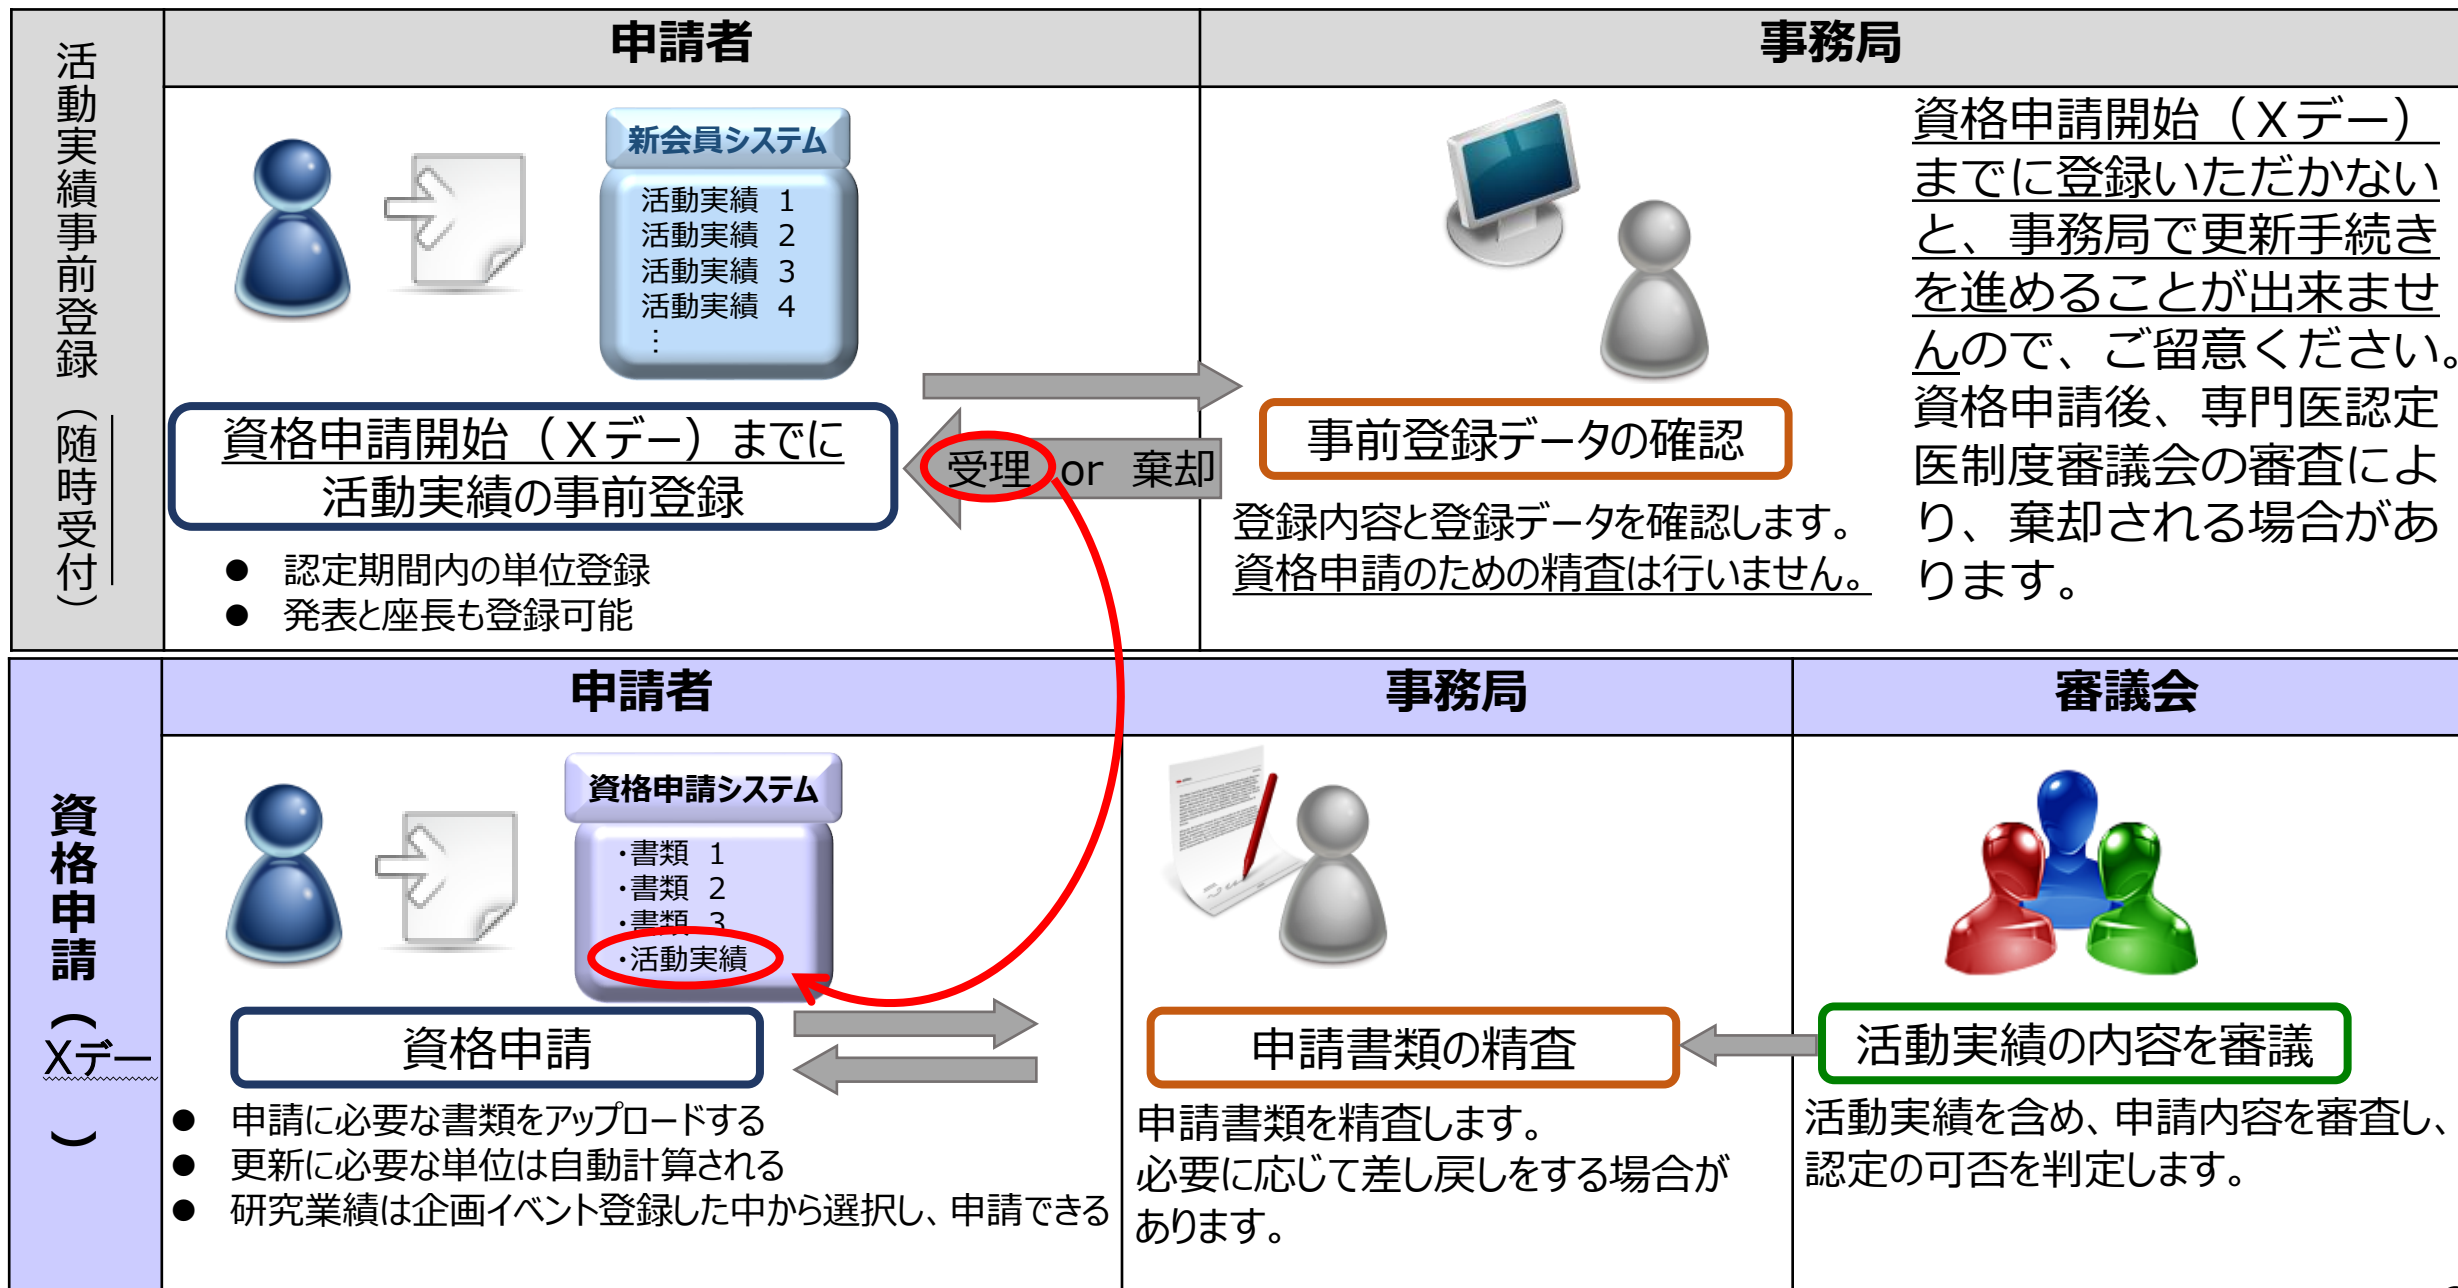 活動実績事前登録（随時受付）
申請者
事務局
新会員システム
活動実績 1
活動実績 2
活動実績 3
活動実績 4
…
資格申請開始（Xデー）までに
活動実績の事前登録
● 認定期間内の単位登録
● 発表と座長も登録可能
受理 or 棄却
事前登録データの確認
登録内容と登録データを確認します。
資格申請のための精査は行いません。
資格申請開始（Xデー）
までに登録いただかない
と、事務局で更新手続き
を進めることが出来ませ
んので、ご留意ください。
資格申請後、専門医認定
医制度審議会の審査によ
り、棄却される場合があ
ります。
資格申請（Xデー）
申請者
事務局
審議会
資格申請システム
・書類 1
・書類 2
・書類 3
・活動実績
資格申請
● 申請に必要な書類をアップロードする
● 更新に必要な単位は自動計算される
● 研究業績は企画イベント登録した中から選択し、申請できる
申請書類の精査
申請書類を精査します。
必要に応じて差し戻しをする場合が
あります。
活動実績の内容を審議
活動実績を含め、申請内容を審査し、
認定の可否を判定します。